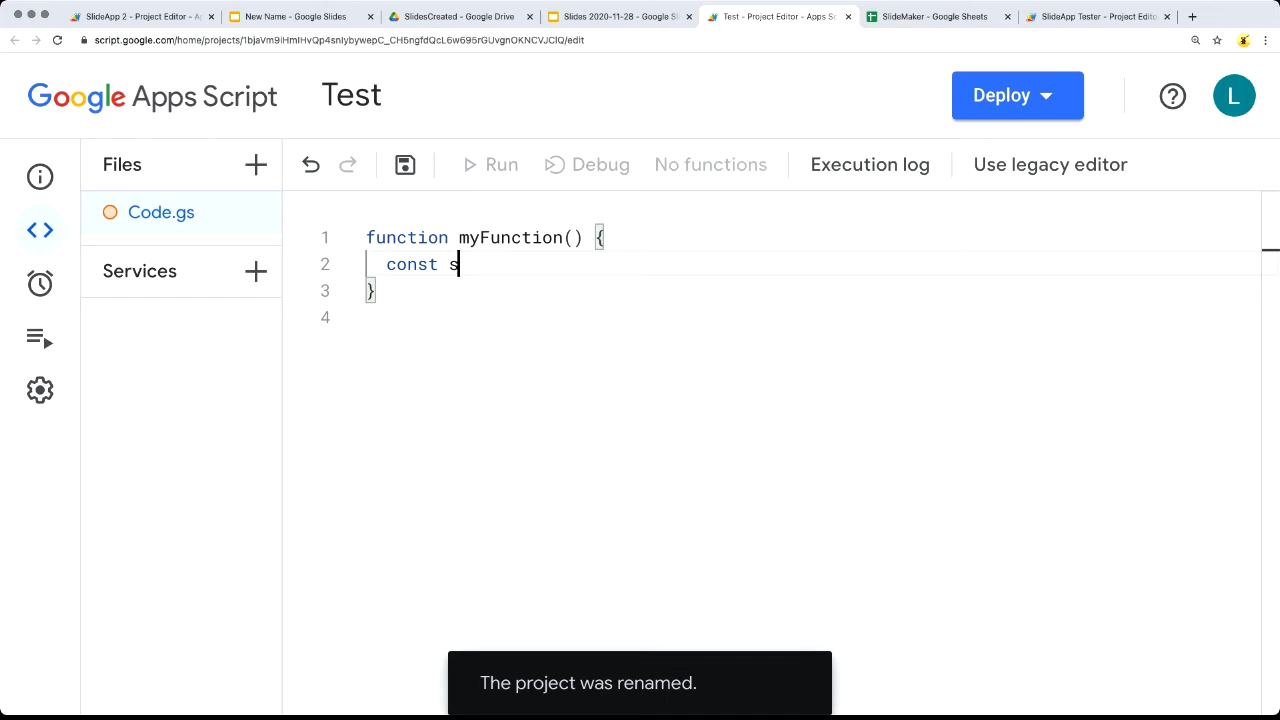 SlideApp 2 - Project Editor - A
New Name - Google Slides
SlidesCreated - Google Drive
Slides 2020-11-28 - Google Sli
Test - Project Editor - Apps Sc
SlideMaker - Google Sheets
SlideApp Tester - Project Edito
script.google.com/home/projects/
/edit
Google Apps Script
Test
Deploy
L
Files
Run
Debug
No functions
Execution log
Use legacy editor
Code.gs
Services
1 function myFunction() {
2 const s
3 }
4
The project was renamed.